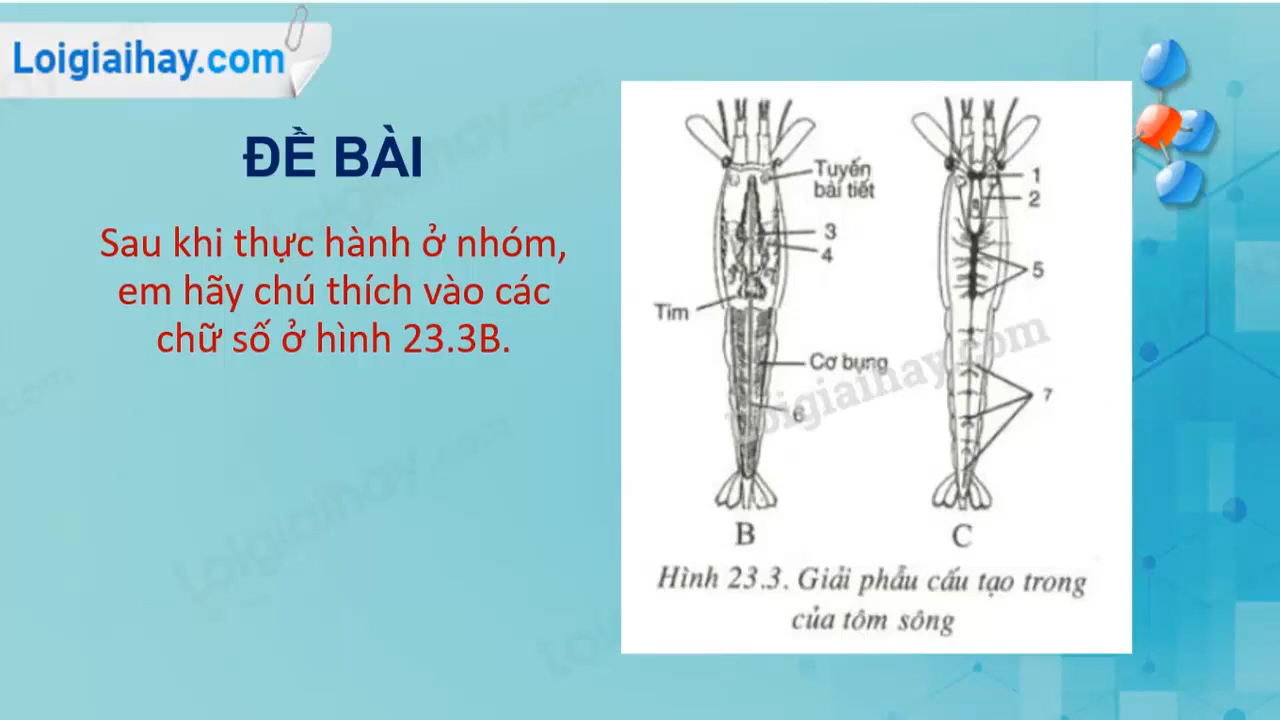 Loigiaihay.com
ĐỀ BÀI
Sau khi thực hành ở nhóm,
em hãy chú thích vào các
chữ số ở hình 23.3B.
Tuyến
bài tiết
3
4
Tim
Cơ bụng
6
B
1
2
5
7
C
Loigiaihay.com
Hình 23.3. Giải phẫu cấu tạo trong
của tôm sông